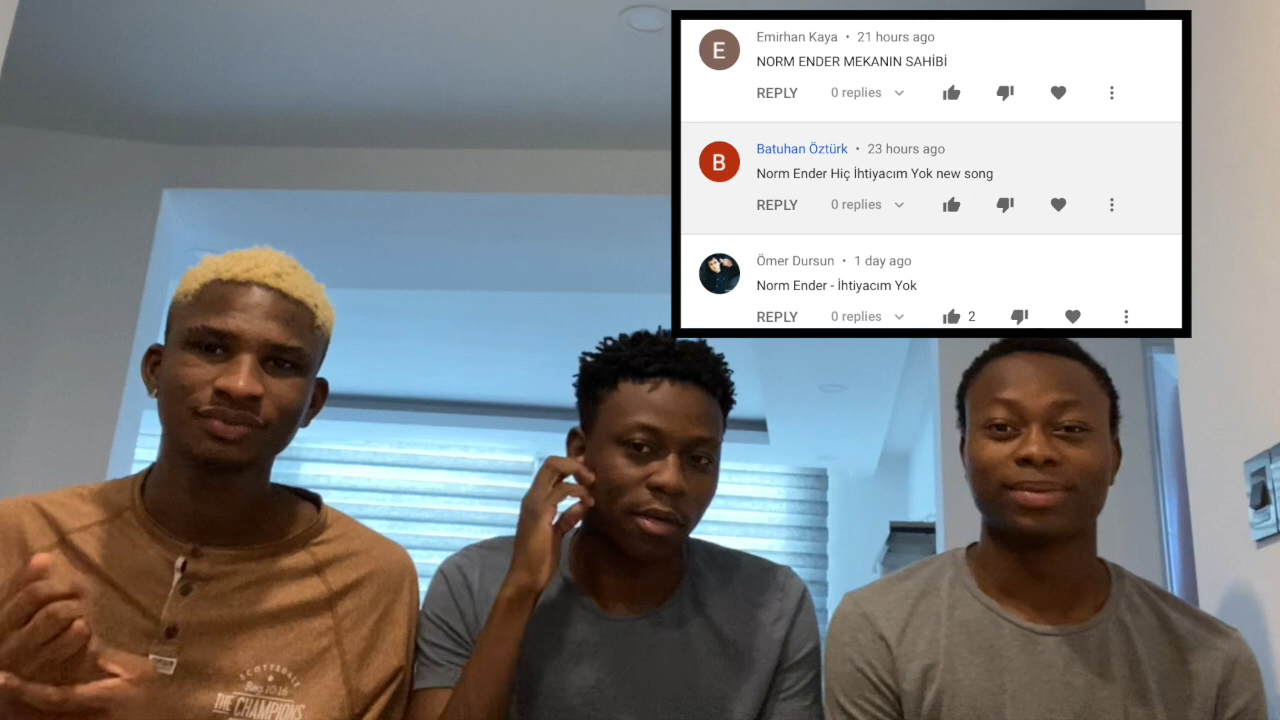 E
Emirhan Kaya • 21 hours ago
NORM ENDER MEKANIN SAHİBİ
REPLY 0 replies
B
Batuhan Öztürk • 23 hours ago
Norm Ender Hiç İhtiyacım Yok new song
REPLY 0 replies
Ömer Dursun • 1 day ago
Norm Ender - İhtiyacım Yok
REPLY 0 replies 2
SCOTTSDALE
THE CHAMPIONS